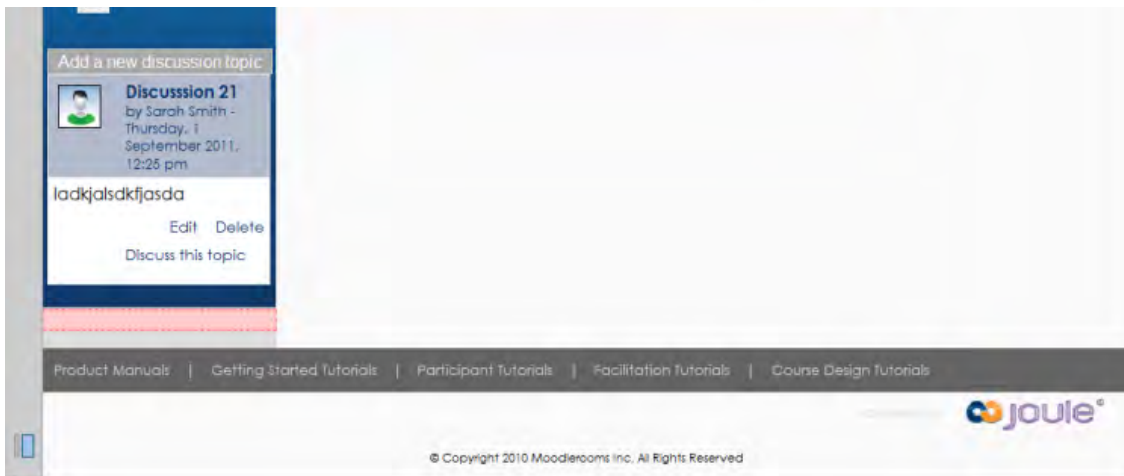 Add a new discussion topic
Discusssion 21
by Sarah Smith -
Thursday, 1
September 2011,
12:25 pm
ladkjalsdkfjasda
Edit Delete
Discuss this topic
Product Manuals | Getting Started Tutorials | Participant Tutorials | Facilitation Tutorials | Course Design Tutorials
joule®
© Copyright 2010 Moodlerooms Inc, All Rights Reserved